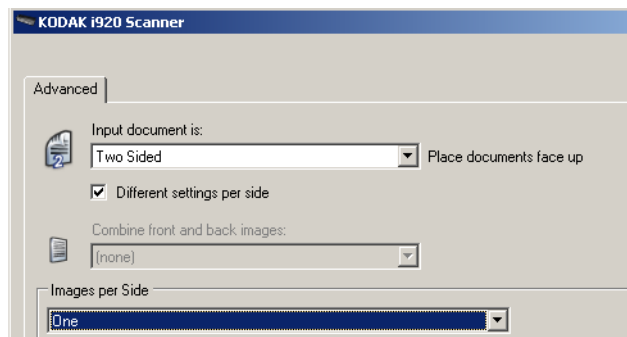 KODAK i920 Scanner
Advanced
Input document is:
Two Sided Place documents face up
Different settings per side
Combine front and back images:
(none)
Images per Side
One